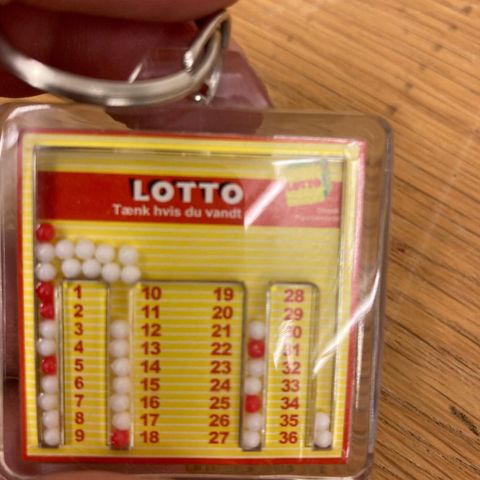 LOTTO
Tænk hvis du vandt
LOTTO
1 10 19 28
2 11 20 29
3 12 21 30
4 13 22 31
5 14 23 32
6 15 24 33
7 16 25 34
8 17 26 35
9 18 27 36